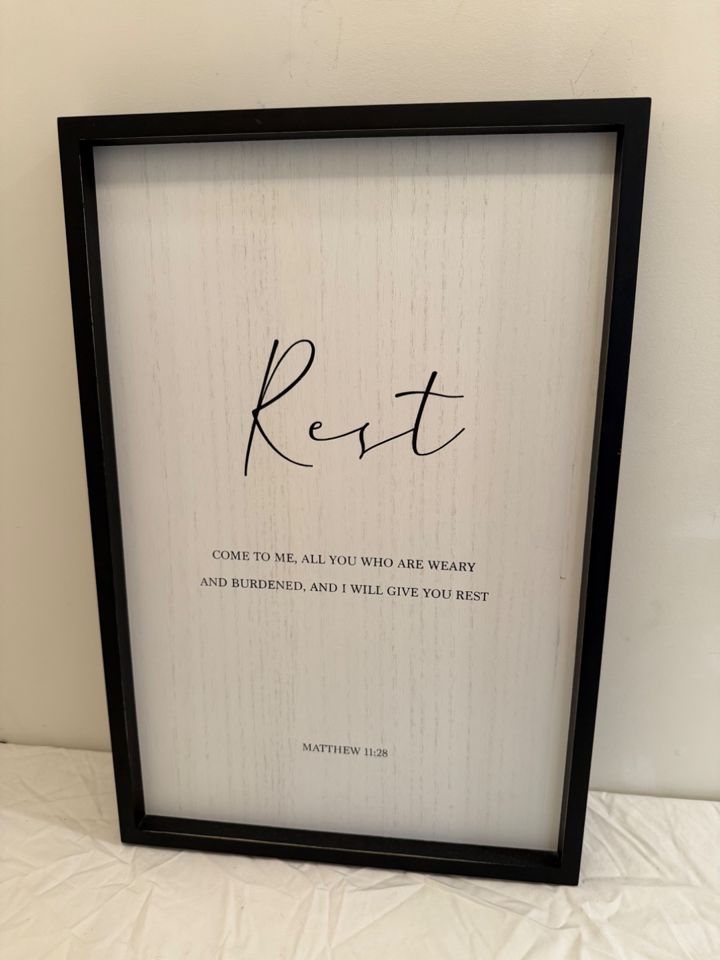 Rest
COME TO ME, ALL YOU WHO ARE WEARY
AND BURDENED, AND I WILL GIVE YOU REST
MATTHEW 11:28